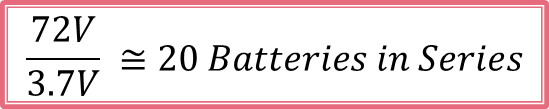 72V
3.7V ≅ 20 Batteries in Series